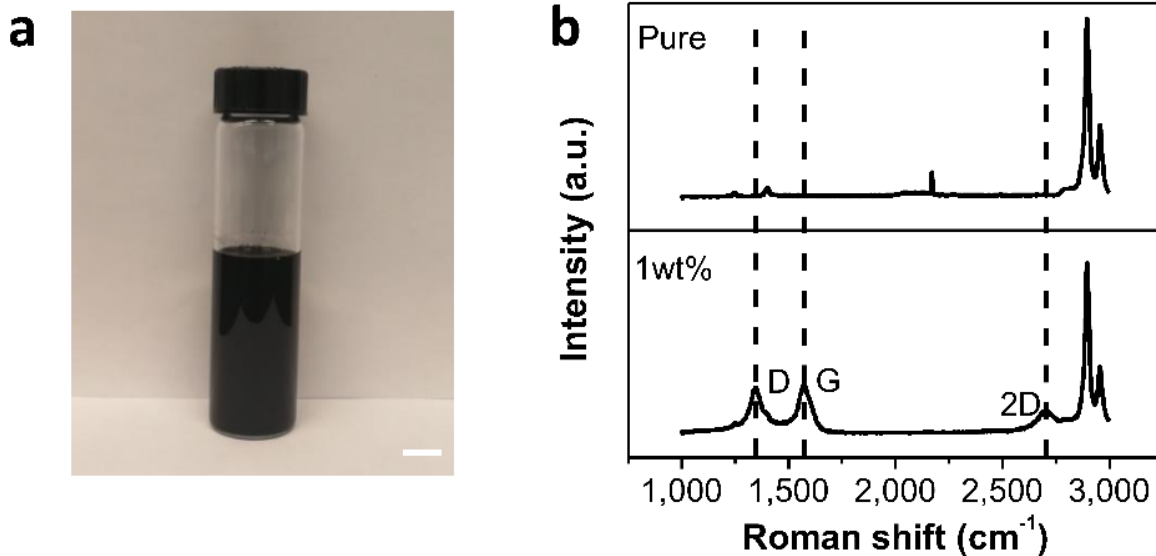 a
b
Pure
1wt%
D
G
2D
Intensity (a.u.)
1,000 1,500 2,000 2,500 3,000
Roman shift (cm⁻¹)